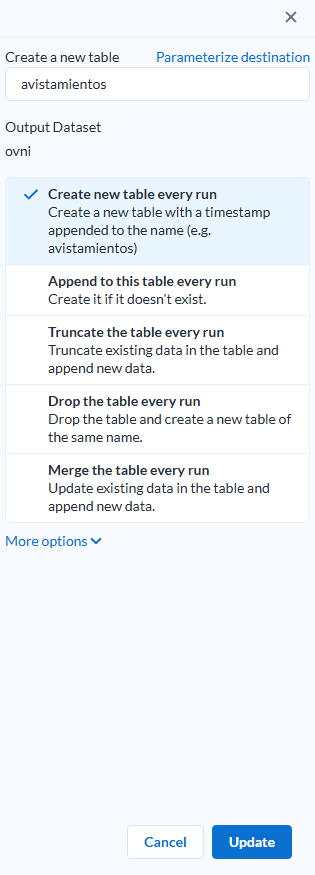 Create a new table Parameterize destination
avistamientos
Output Dataset
ovni
Create new table every run
Create a new table with a timestamp
appended to the name (e.g.
avistamientos)
Append to this table every run
Create it if it doesn't exist.
Truncate the table every run
Truncate existing data in the table and
append new data.
Drop the table every run
Drop the table and create a new table of
the same name.
Merge the table every run
Update existing data in the table and
append new data.
More options
Cancel Update